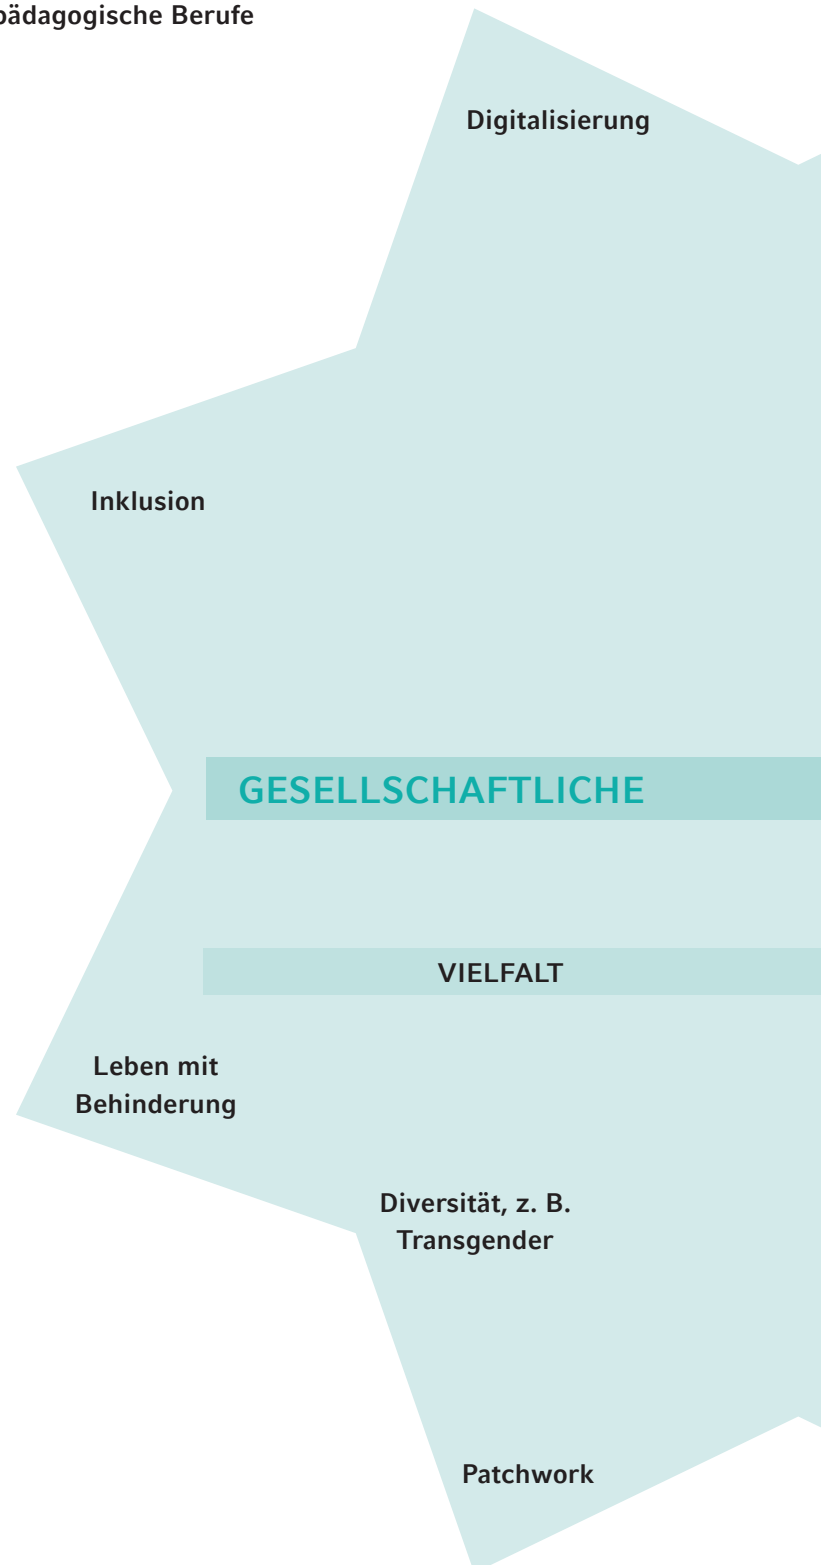 pädagogische Berufe
Digitalisierung
Inklusion
GESELLSCHAFTLICHE
VIELFALT
Leben mit
Behinderung
Diversität, z. B.
Transgender
Patchwork